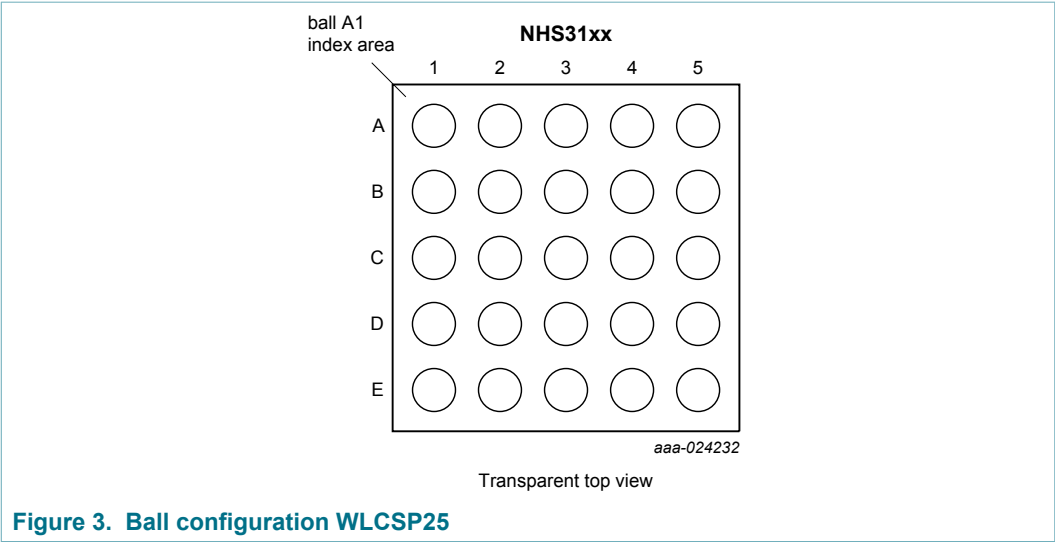 ball A1
index area
NHS31xx
1 2 3 4 5
A
B
C
D
E
aaa-024232
Transparent top view
Figure 3. Ball configuration WLCSP25